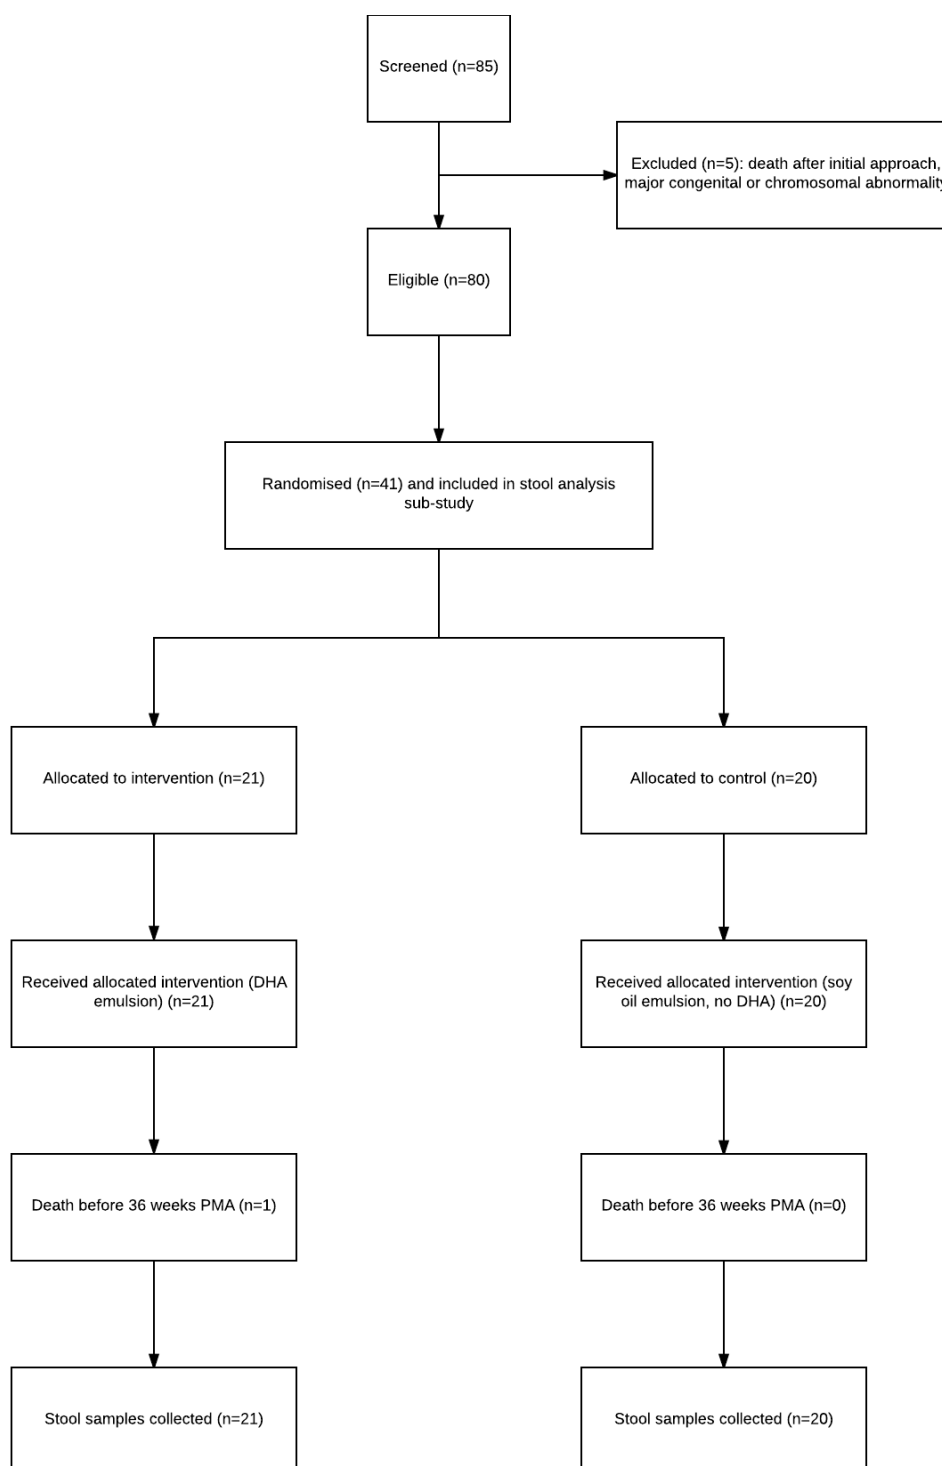 Screened (n=85)
Excluded (n=5): death after initial approach,
major congenital or chromosomal abnormality
Eligible (n=80)
Randomised (n=41) and included in stool analysis
sub-study
Allocated to intervention (n=21)
Allocated to control (n=20)
Received allocated intervention (DHA
emulsion) (n=21)
Received allocated intervention (soy
oil emulsion, no DHA) (n=20)
Death before 36 weeks PMA (n=1)
Death before 36 weeks PMA (n=0)
Stool samples collected (n=21)
Stool samples collected (n=20)